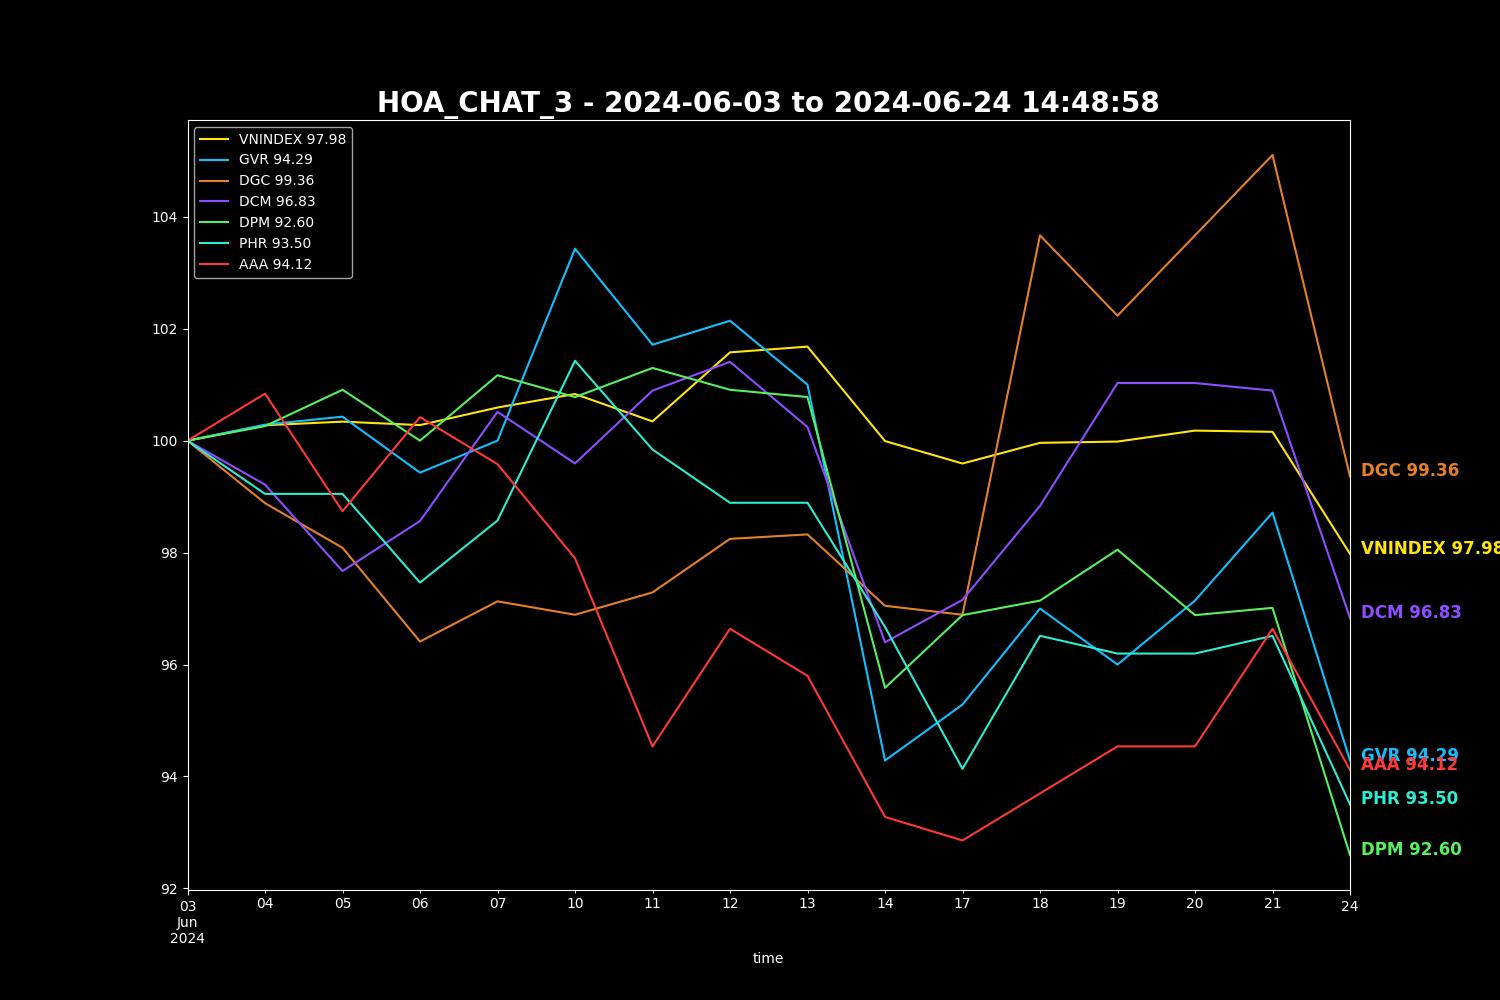 HOA_CHAT_3 - 2024-06-03 to 2024-06-24 14:48:58
VNINDEX 97.98
GVR 94.29
DGC 99.36
DCM 96.83
DPM 92.60
PHR 93.50
AAA 94.12
104
102
100
98
96
94
92
DGC 99.36
VNINDEX 97.98
DCM 96.83
GVR 94.29
AAA 94.12
PHR 93.50
DPM 92.60
03 04 05 06 07 10 11 12 13 14 17 18 19 20 21 24
Jun
2024
time